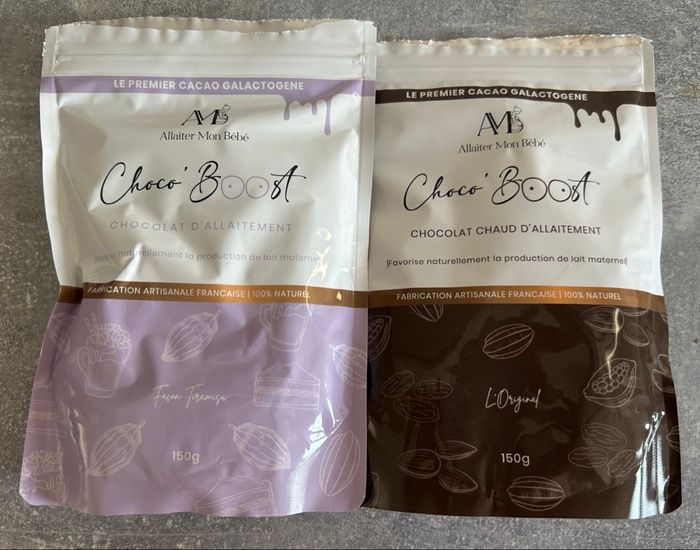 LE PREMIER CACAO GALACTOGENE
AMB
Allaiter Mon Bébé
Choco' Boost
CHOCOLAT D'ALLAITEMENT
naturellement la production de lait maternel
FABRICATION ARTISANALE FRANCAISE | 100% NATUREL
Façon Tiramisu
150g
LE PREMIER CACAO GALACTOGENE
AMB
Allaiter Mon Bébé
Choco' Boost
CHOCOLAT CHAUD D'ALLAITEMENT
|Favorise naturellement la production de lait maternel|
FABRICATION ARTISANALE FRANCAISE | 100% NATUREL
L'Original
150g